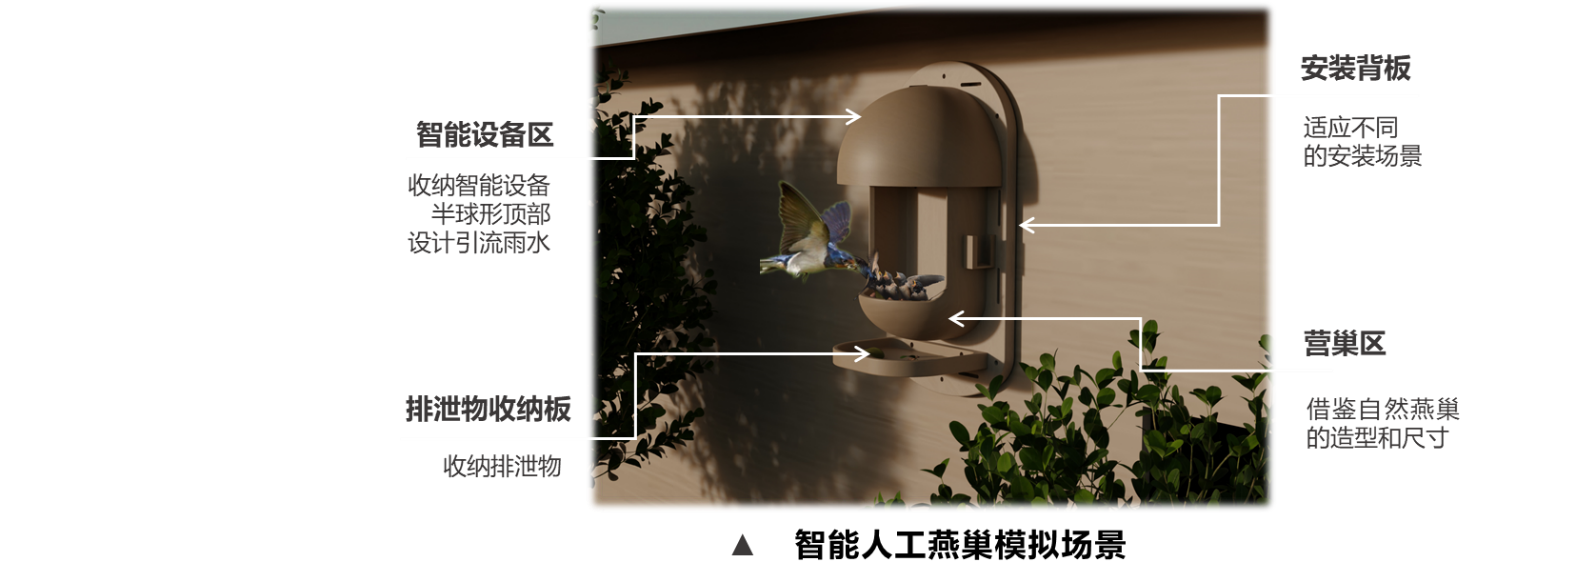 智能设备区
收纳智能设备
半球形顶部
设计引流雨水
排泄物收纳板
收纳排泄物
安装背板
适应不同
的安装场景
营巢区
借鉴自然燕巢
的造型和尺寸
▲ 智能人工燕巢模拟场景